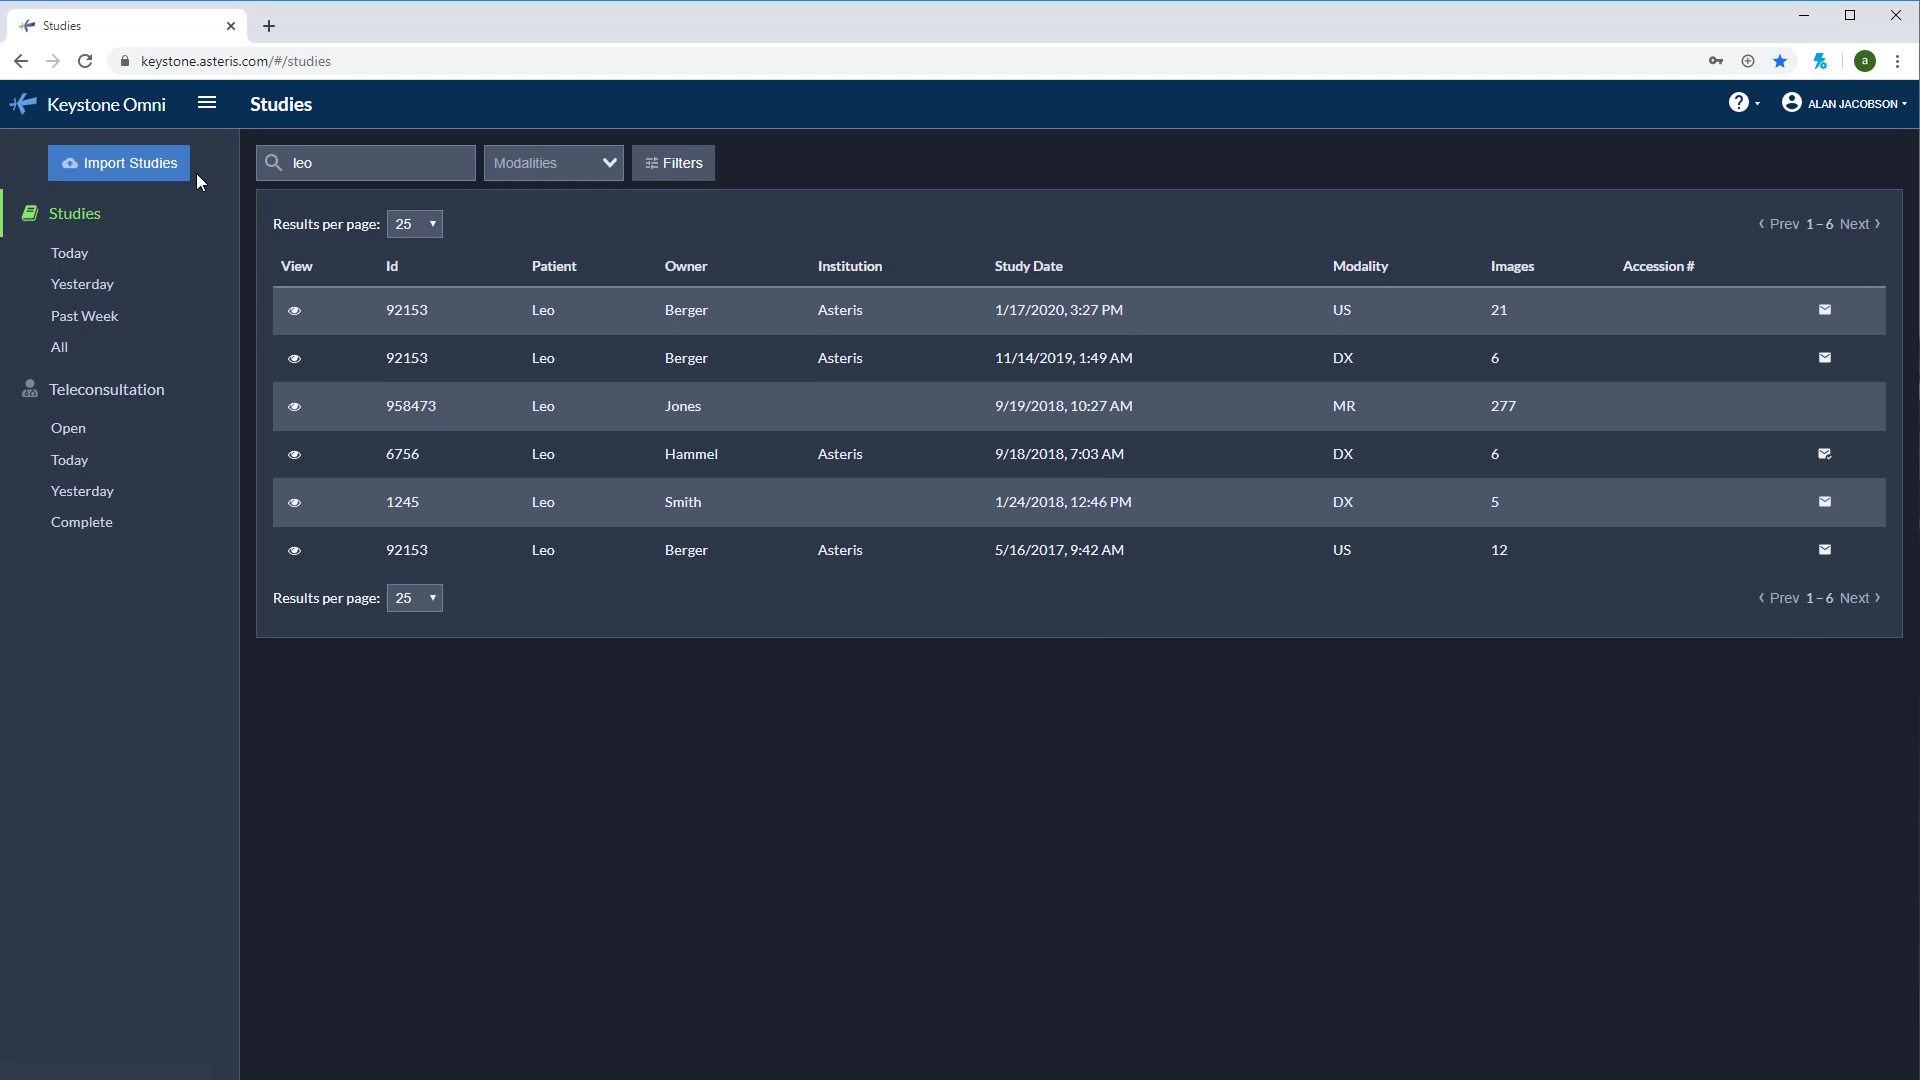 Studies
keystone.asteris.com/#/studies
a
Keystone Omni
Studies
?
ALAN JACOBSON
Import Studies
leo
Modalities
Filters
Studies
Today
Yesterday
Past Week
All
Teleconsultation
Open
Today
Yesterday
Complete
Results per page: 25
Prev 1 – 6 Next
View Id Patient Owner Institution Study Date Modality Images Accession #
92153 Leo Berger Asteris 1/17/2020, 3:27 PM US 21
92153 Leo Berger Asteris 11/14/2019, 1:49 AM DX 6
958473 Leo Jones 9/19/2018, 10:27 AM MR 277
6756 Leo Hammel Asteris 9/18/2018, 7:03 AM DX 6
1245 Leo Smith 1/24/2018, 12:46 PM DX 5
92153 Leo Berger Asteris 5/16/2017, 9:42 AM US 12
Results per page: 25
Prev 1 – 6 Next